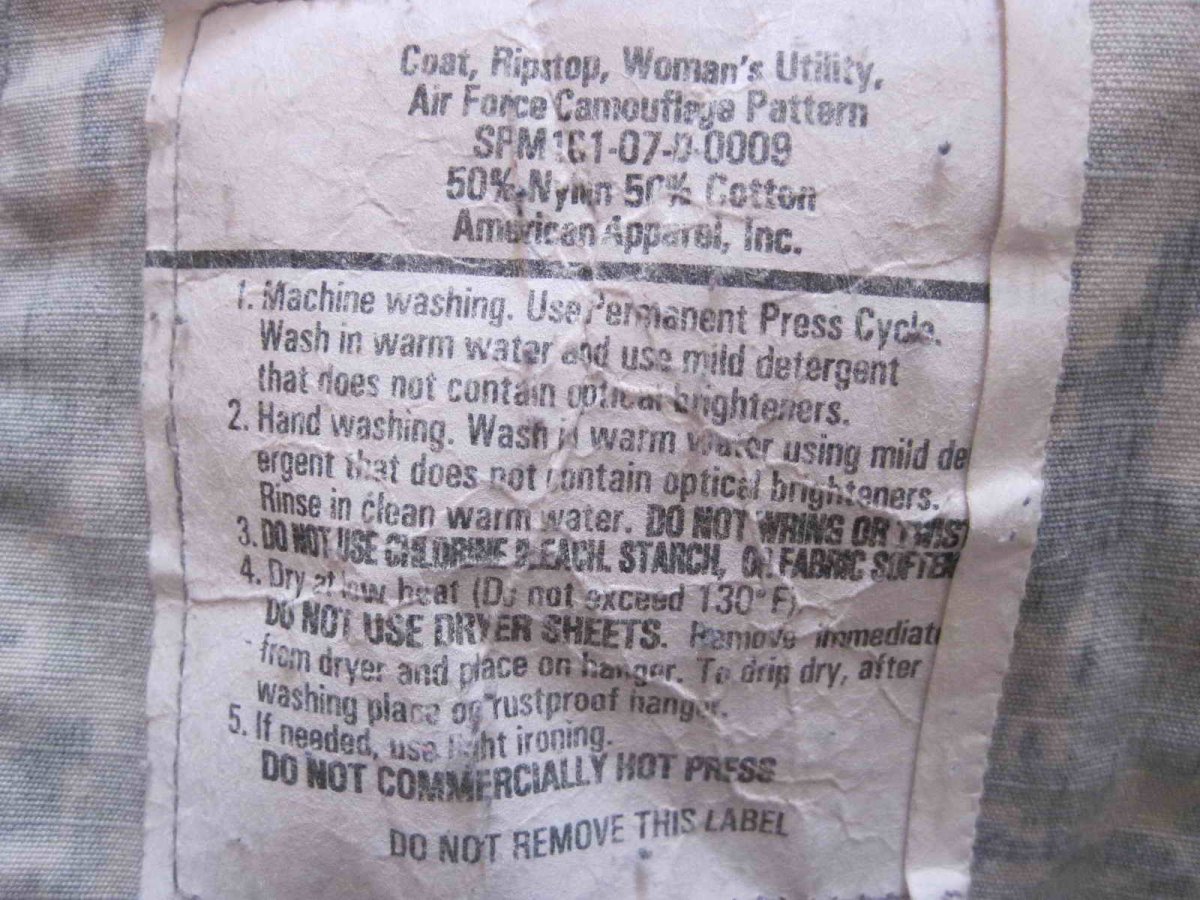 Coat, Ripstop, Woman's Utility,
Air Force Camouflage Pattern
SPM1C1-07-D-0009
50% Nylon 50% Cotton
American Apparel, Inc.
1. Machine washing. Use Permanent Press Cycle.
Wash in warm water and use mild detergent
that does not contain optical brighteners.
2. Hand washing. Wash in warm water using mild de
ergent that does not contain optical brighteners.
Rinse in clean warm water. DO NOT WRING OR TWIST
3. DO NOT USE CHLORINE BLEACH. STARCH, OR FABRIC SOFTEN
4. Dry at low heat (Do not exceed 130° F).
DO NOT USE DRYER SHEETS. Remove immediat
from dryer and place on hanger. To drip dry, after
washing place on rustproof hanger.
5. If needed, use light ironing.
DO NOT COMMERCIALLY HOT PRESS
DO NOT REMOVE THIS LABEL